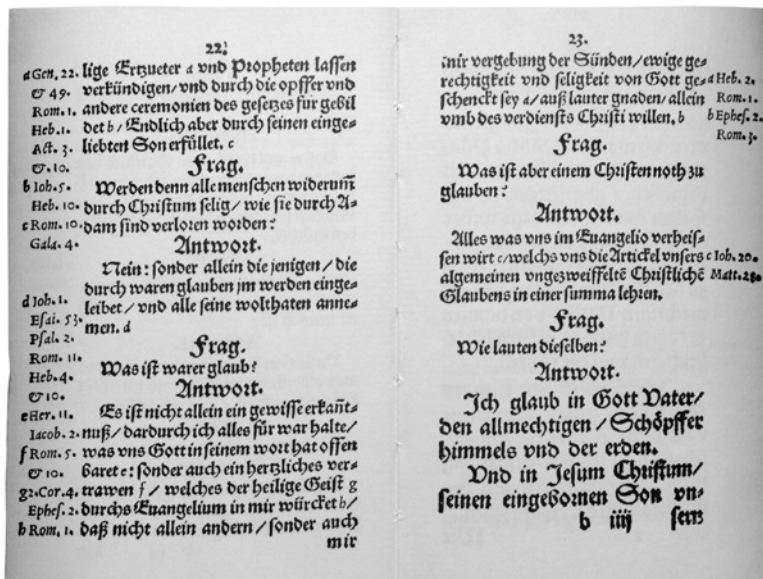 22.
a Gen. 22. lige Ertzueter a vnd Propheten lassen
& 49. verkündigen/vnd durch die opffer vnd
Rom. 1. andere ceremonien des gesetzes für gebil
Heb. 1. det b/Endlich aber durch seinen einge⸗
Act. 3. liebten Son erfüllet. c
& .10. Frag.
b Ioh. 5. Werden denn alle menschen widerum̃
Heb. 10. durch Christum selig/wie sie durch A⸗
c Rom. 10. dam sind verloren worden?
Gala. 4. Antwort.
Nein: sonder allein die jenigen/die
durch waren glauben jm werden einge⸗
d Ioh. 1. leibet/vnd alle seine wolthaten anne⸗
Esai. 53. men. d
Psal. 2. Frag.
Rom. 11. Was ist warer glaub?
Heb. 4. Antwort.
& 10.
e Her. 11. Es ist nicht allein ein gewisse erkañt⸗
Iacob. 2. nuß/dardurch ich alles für war halte/
f Rom. 5. was vns Gott in seinem wort hat offen
& 10. baret e: sonder auch ein hertzliches ver⸗
g 2. Cor. 4. trawen f/welches der heilige Geist g
Ephes. 2. durchs Euangelium in mir würcket h/
h Rom. 1. daß nicht allein andern/sonder auch
mir
23.
mir vergebung der Sünden/ewige ge⸗
rechtigkeit vnd seligkeit von Gott ge⸗ a Heb. 2.
schenckt sey a/auß lauter gnaden/allein Rom. 1.
vmb des verdiensts Christi willen. b b Ephes. 2.
Frag. Rom. 3.
Was ist aber einem Christen noth zu
glauben?
Antwort.
Alles was vns im Euangelio verheis⸗
sen wirt c/welchs vns die Artickel vnsers c Ioh. 20.
algemeinen vngezweiffeltẽ Christlichẽ Matt. 28.
Glaubens in einer summa lehren.
Frag.
Wie lauten dieselben?
Antwort.
Ich glaub in Gott Vater/
den allmechtigen/Schöpffer
himmels vnd der erden.
Vnd in Jesum Christum/
seinen eingebornen Son vn⸗
b iiij sern